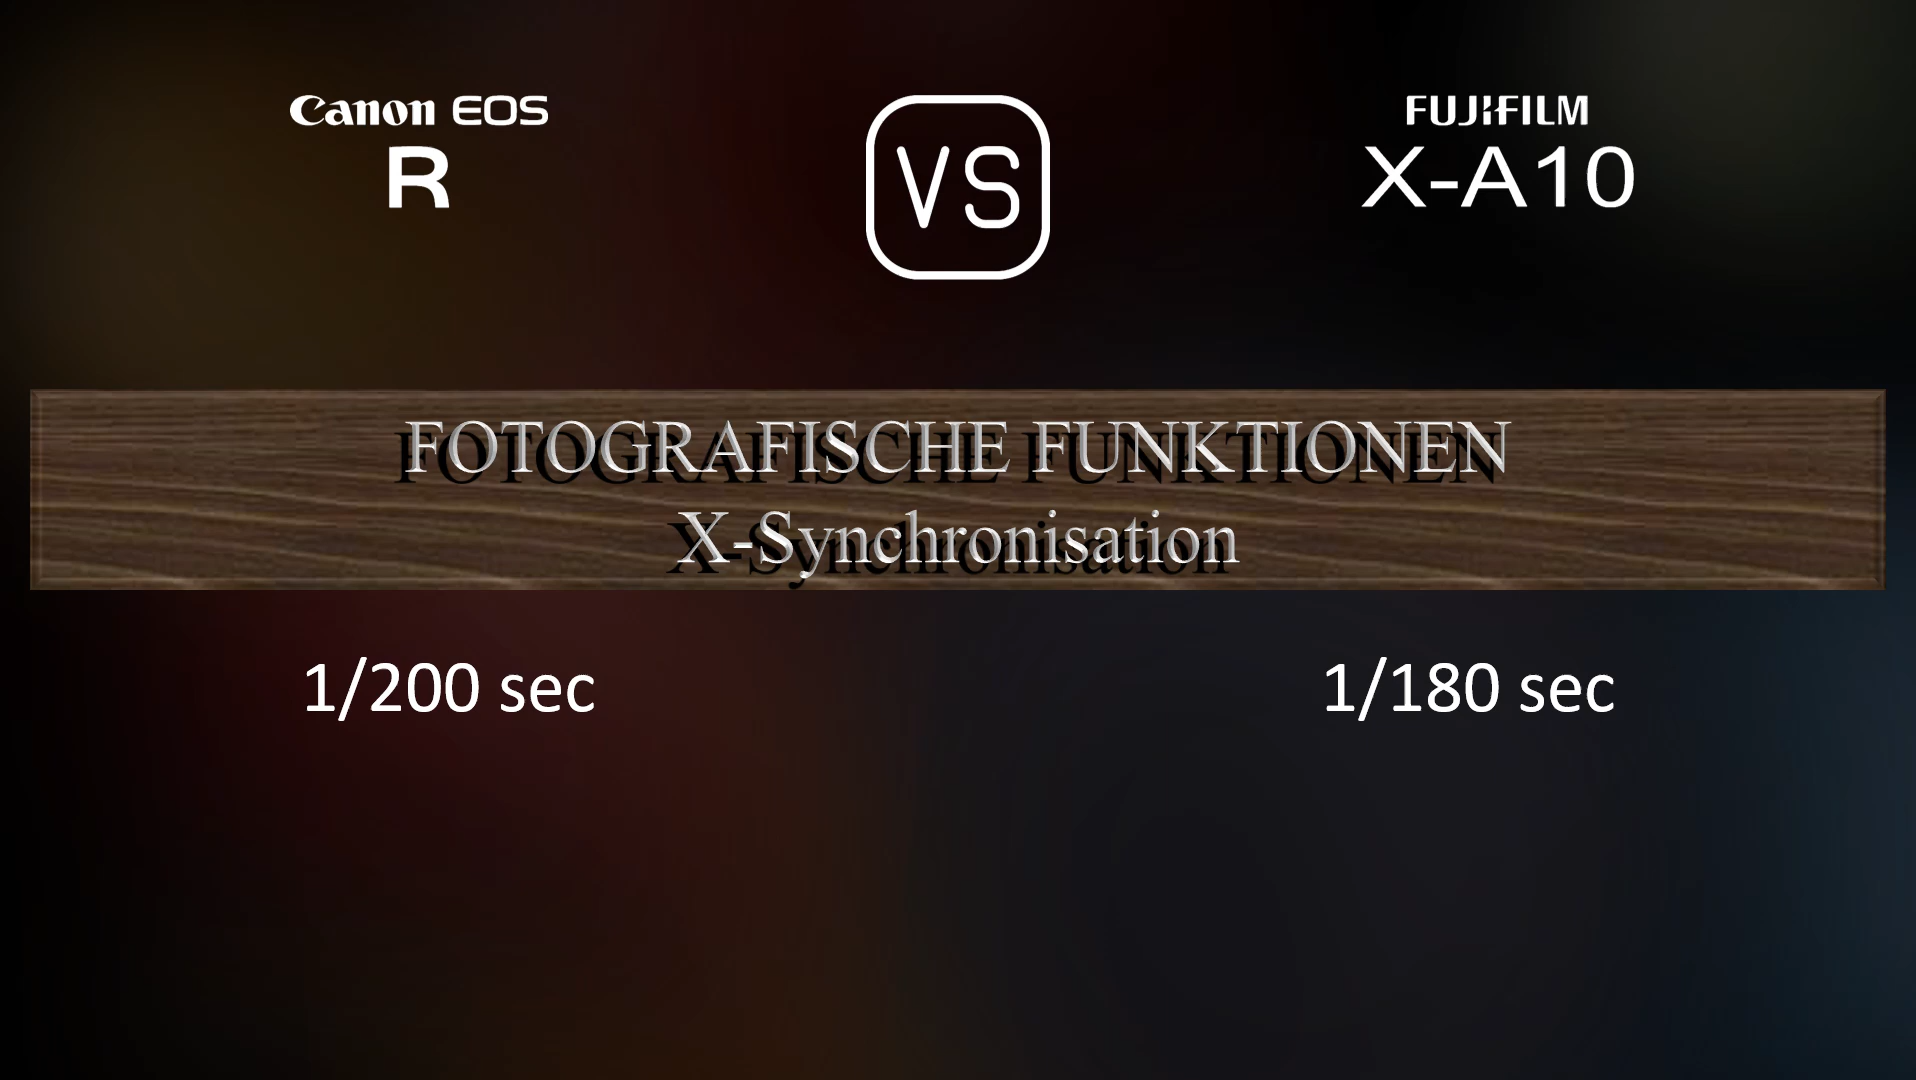 Canon EOS
R
VS
FUJIFILM
X-A10
FOTOGRAFISCHE FUNKTIONEN
X-Synchronisation
1/200 sec
1/180 sec